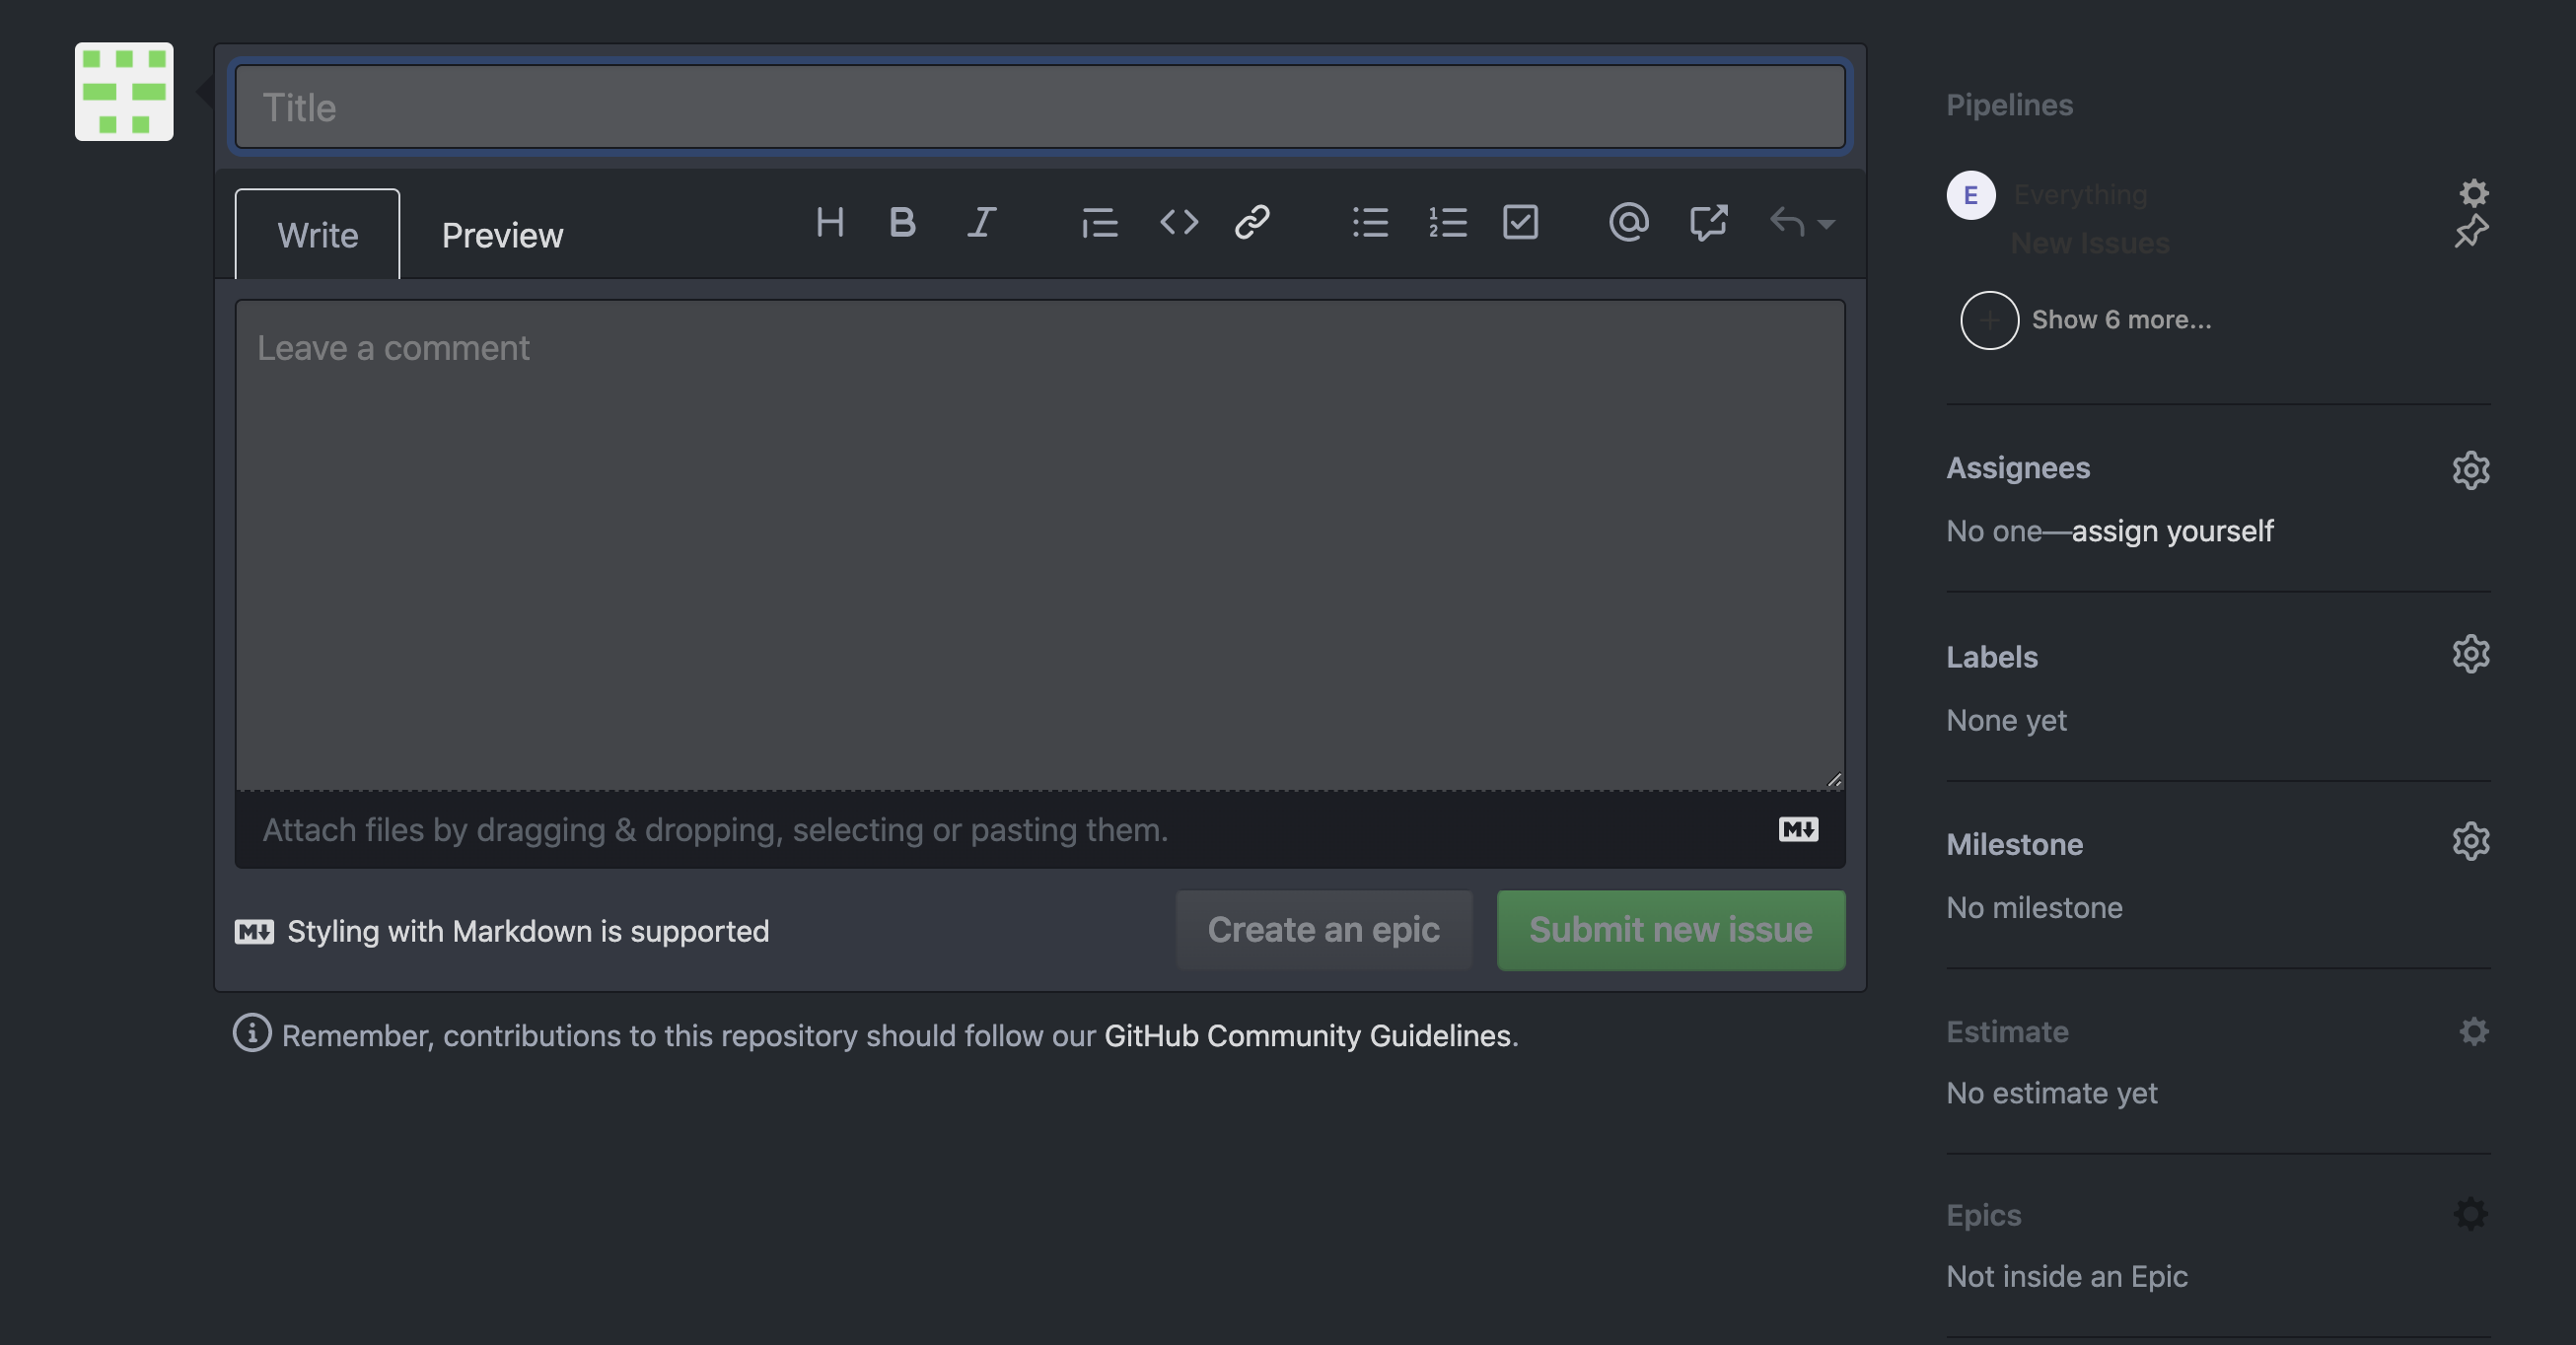 Title
Write
Preview
Leave a comment
Attach files by dragging & dropping, selecting or pasting them.
Styling with Markdown is supported
Create an epic
Submit new issue
Remember, contributions to this repository should follow our GitHub Community Guidelines.
Pipelines
E
Everything
New Issues
Show 6 more...
Assignees
No one—assign yourself
Labels
None yet
Milestone
No milestone
Estimate
No estimate yet
Epics
Not inside an Epic